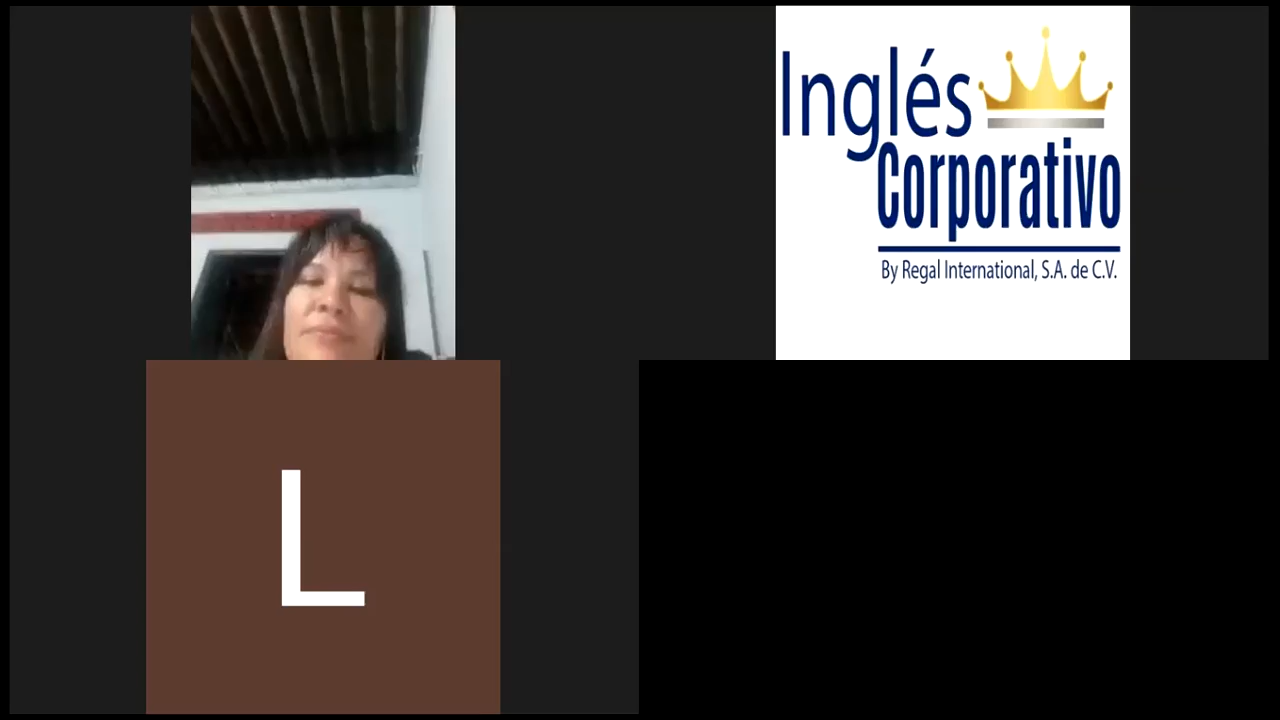 Inglés
Corporativo
By Regal International, S.A. de C.V.
L